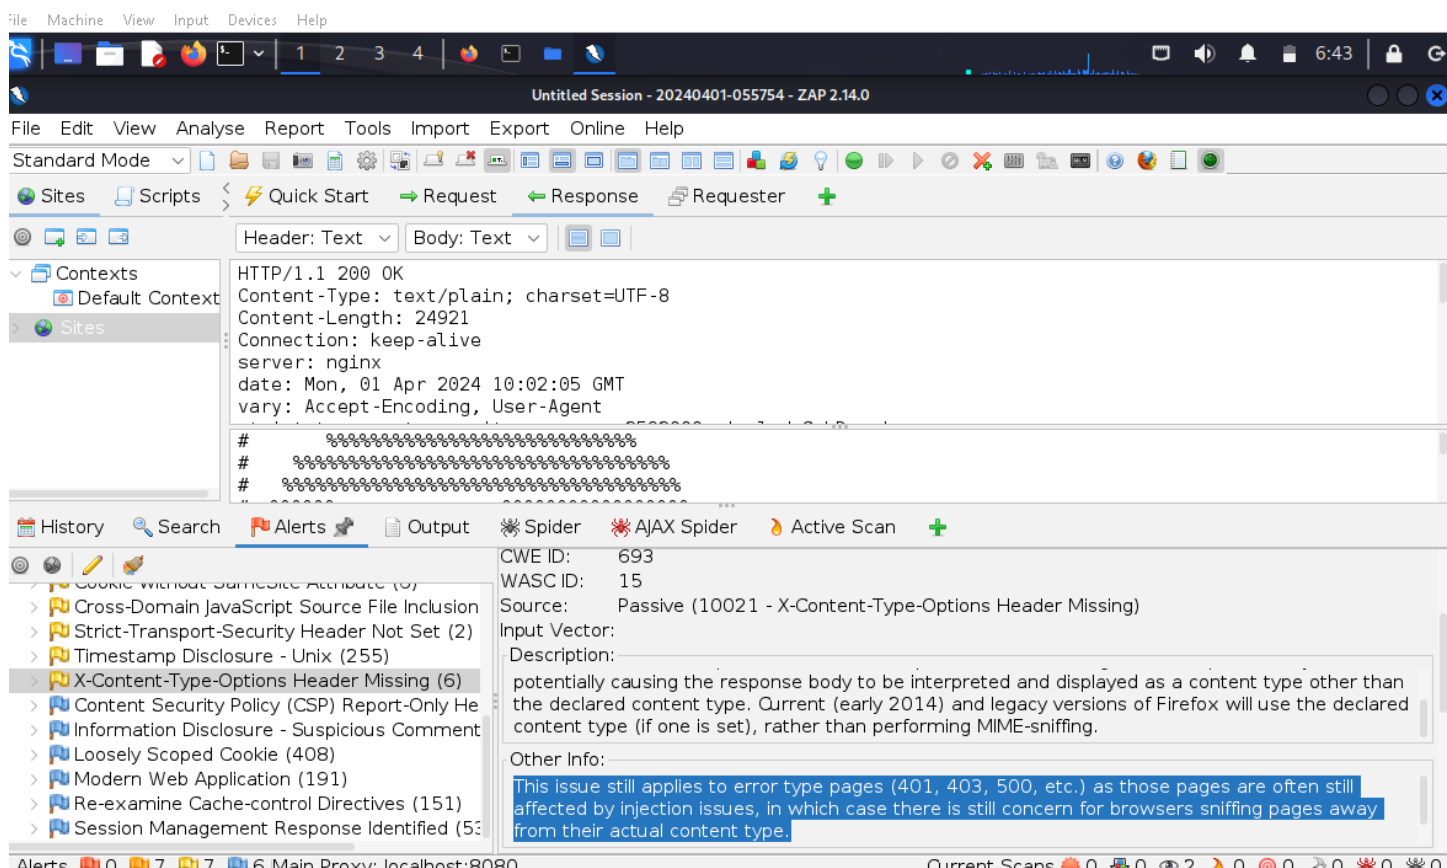 File Machine View Input Devices Help
1 2 3 4 6:43
Untitled Session - 20240401-055754 - ZAP 2.14.0
File Edit View Analyse Report Tools Import Export Online Help
Standard Mode
Sites Scripts Quick Start Request Response Requester
Header: Text Body: Text
Contexts
Default Context
Sites
HTTP/1.1 200 OK
Content-Type: text/plain; charset=UTF-8
Content-Length: 24921
Connection: keep-alive
server: nginx
date: Mon, 01 Apr 2024 10:02:05 GMT
vary: Accept-Encoding, User-Agent
# %%%%%%%%%%%%%%%%%%%%%%%%%%%%
# %%%%%%%%%%%%%%%%%%%%%%%%%%%%%%%%%%
# %%%%%%%%%%%%%%%%%%%%%%%%%%%%%%%%%%%%
History Search Alerts Output Spider AJAX Spider Active Scan
Cookie Without SameSite Attribute (6)
Cross-Domain JavaScript Source File Inclusion
Strict-Transport-Security Header Not Set (2)
Timestamp Disclosure - Unix (255)
X-Content-Type-Options Header Missing (6)
Content Security Policy (CSP) Report-Only He
Information Disclosure - Suspicious Comment
Loosely Scoped Cookie (408)
Modern Web Application (191)
Re-examine Cache-control Directives (151)
Session Management Response Identified (53
CWE ID: 693
WASC ID: 15
Source: Passive (10021 - X-Content-Type-Options Header Missing)
Input Vector:
Description:
potentially causing the response body to be interpreted and displayed as a content type other than
the declared content type. Current (early 2014) and legacy versions of Firefox will use the declared
content type (if one is set), rather than performing MIME-sniffing.
Other Info:
This issue still applies to error type pages (401, 403, 500, etc.) as those pages are often still
affected by injection issues, in which case there is still concern for browsers sniffing pages away
from their actual content type.
Alerts 0 7 7 6 Main Proxy: localhost:8080 Current Scans 0 0 2 0 0 0 0 0